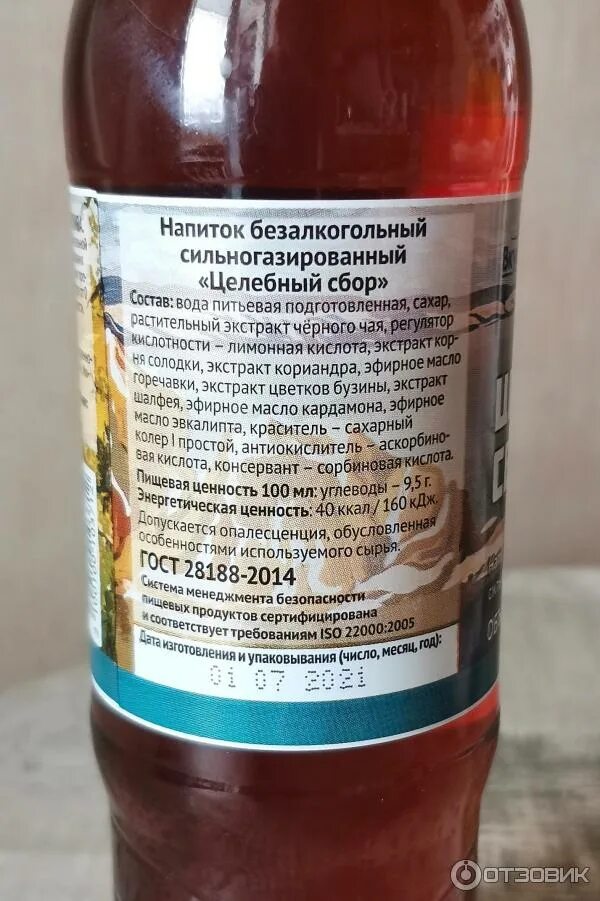 Напиток безалкогольный
сильногазированный
«Целебный сбор»
Состав: вода питьевая подготовленная, сахар,
растительный экстракт чёрного чая, регулятор
кислотности – лимонная кислота, экстракт кор-
ня солодки, экстракт кориандра, эфирное масло
горечавки, экстракт цветков бузины, экстракт
шалфея, эфирное масло кардамона, эфирное
масло эвкалипта, краситель – сахарный
колер I простой, антиокислитель – аскорбино-
вая кислота, консервант – сорбиновая кислота.
Пищевая ценность 100 мл: углеводы – 9,5 г.
Энергетическая ценность: 40 ккал / 160 кДж.
Допускается опалесценция, обусловленная
особенностями используемого сырья.
ГОСТ 28188-2014
Система менеджмента безопасности
пищевых продуктов сертифицирована
и соответствует требованиям ISO 22000:2005
Дата изготовления и упаковывания (число, месяц, год):
01 07 2021
ОТЗОВИК